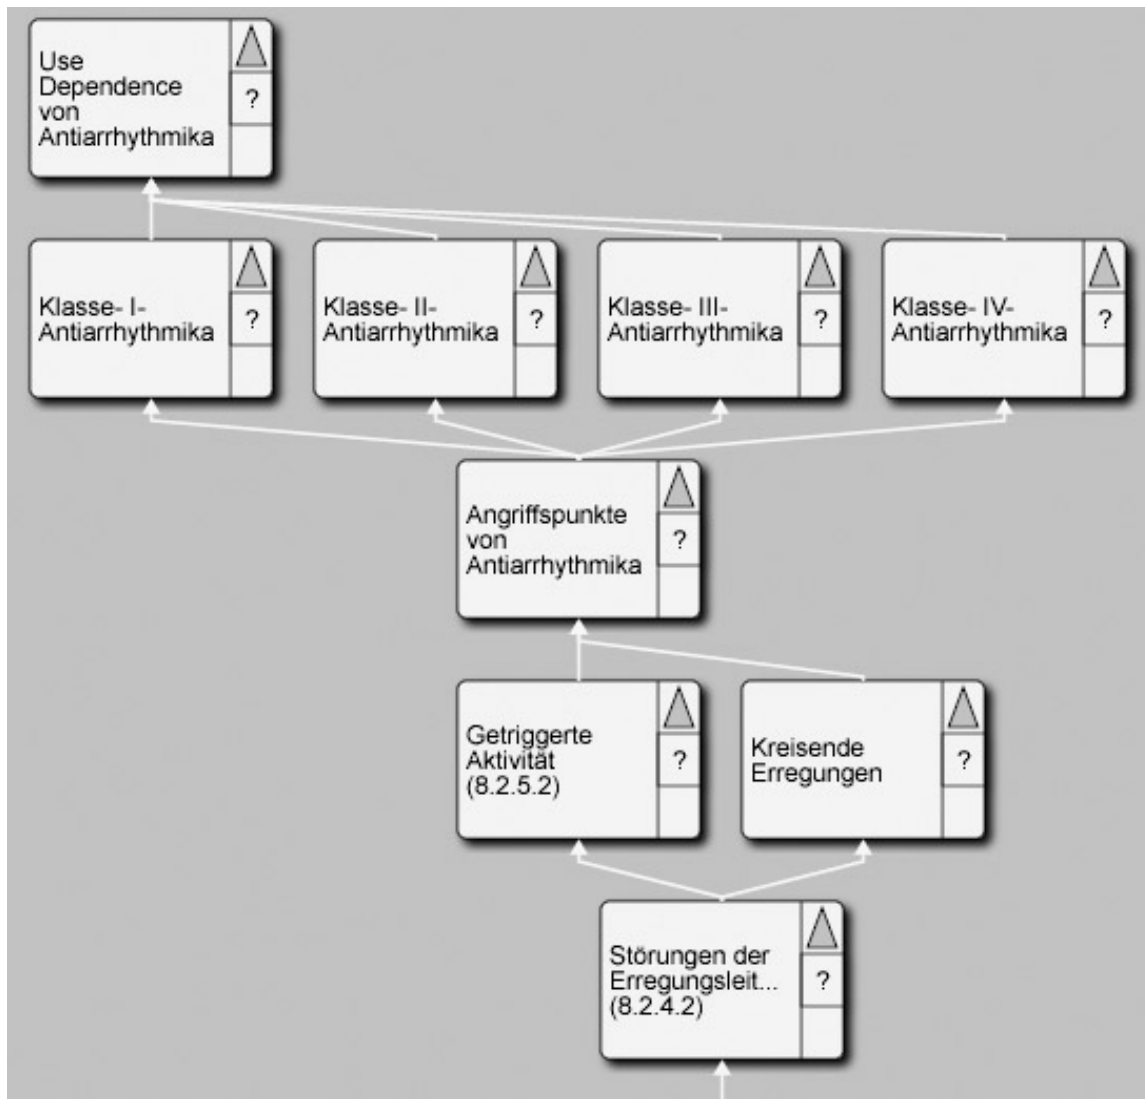 Use
Dependence
von
Antiarrhythmika
?
Klasse- I-
Antiarrhythmika
?
Klasse- II-
Antiarrhythmika
?
Klasse- III-
Antiarrhythmika
?
Klasse- IV-
Antiarrhythmika
?
Angriffspunkte
von
Antiarrhythmika
?
Getriggerte
Aktivität
(8.2.5.2)
?
Kreisende
Erregungen
?
Störungen der
Erregungsleit...
(8.2.4.2)
?